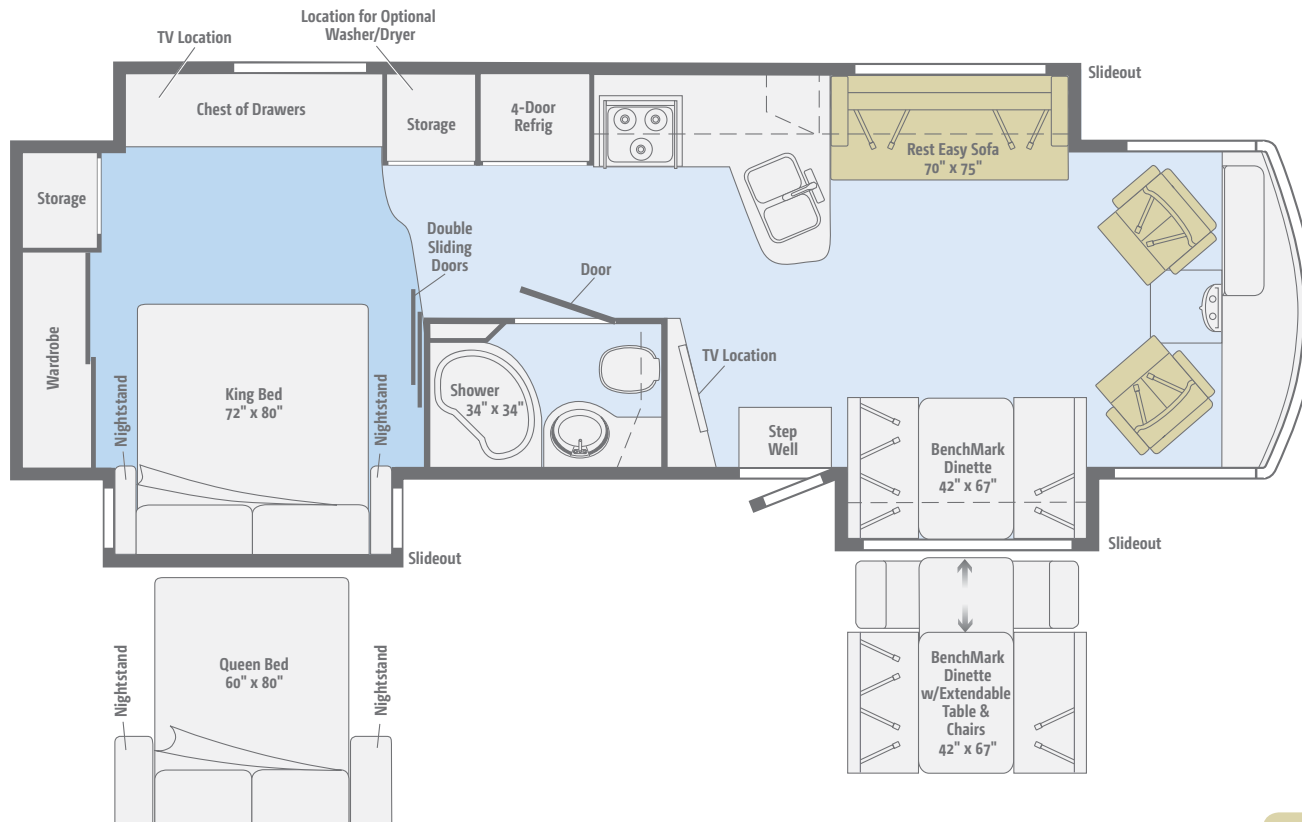 Location for Optional
Washer/Dryer
TV Location
Slideout
Chest of Drawers
Storage
4-Door
Refrig
Rest Easy Sofa
70" x 75"
Storage
Double
Sliding
Doors
Door
Wardrobe
Nightstand
King Bed
72" x 80"
Nightstand
Shower
34" x 34"
TV Location
Step
Well
BenchMark
Dinette
42" x 67"
Slideout
Slideout
Nightstand
Queen Bed
60" x 80"
Nightstand
BenchMark
Dinette
w/Extendable
Table &
Chairs
42" x 67"